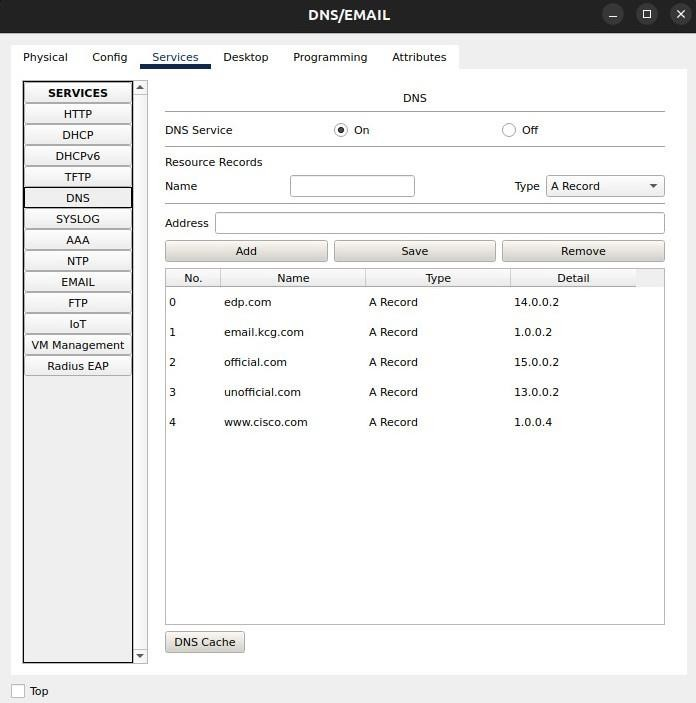 DNS/EMAIL
Physical Config Services Desktop Programming Attributes
SERVICES
HTTP
DHCP
DHCPv6
TFTP
DNS
SYSLOG
AAA
NTP
EMAIL
FTP
IoT
VM Management
Radius EAP
DNS
DNS Service On Off
Resource Records
Name Type A Record
Address
Add Save Remove
No. Name Type Detail
0 edp.com A Record 14.0.0.2
1 email.kcg.com A Record 1.0.0.2
2 official.com A Record 15.0.0.2
3 unofficial.com A Record 13.0.0.2
4 www.cisco.com A Record 1.0.0.4
DNS Cache
Top